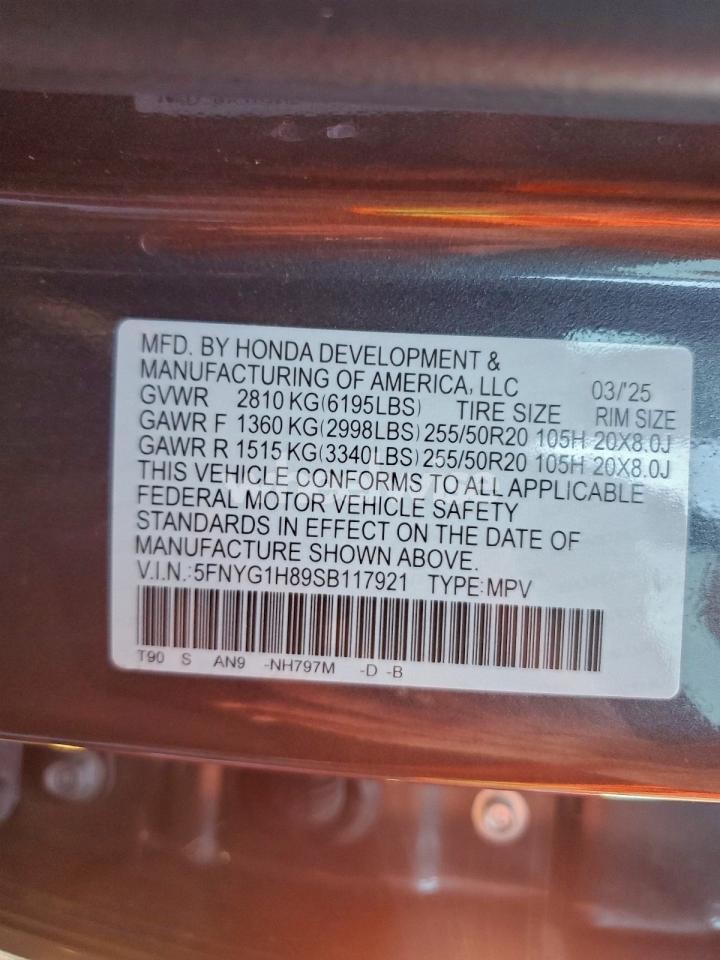 MFD. BY HONDA DEVELOPMENT &
MANUFACTURING OF AMERICA, LLC 03/'25
GVWR 2810 KG(6195LBS) TIRE SIZE RIM SIZE
GAWR F 1360 KG(2998LBS) 255/50R20 105H 20X8.0J
GAWR R 1515 KG(3340LBS) 255/50R20 105H 20X8.0J
THIS VEHICLE CONFORMS TO ALL APPLICABLE
FEDERAL MOTOR VEHICLE SAFETY
STANDARDS IN EFFECT ON THE DATE OF
MANUFACTURE SHOWN ABOVE.
V.I.N.:5FNYG1H89SB117921 TYPE:MPV
T90 S AN9 -NH797M -D -B